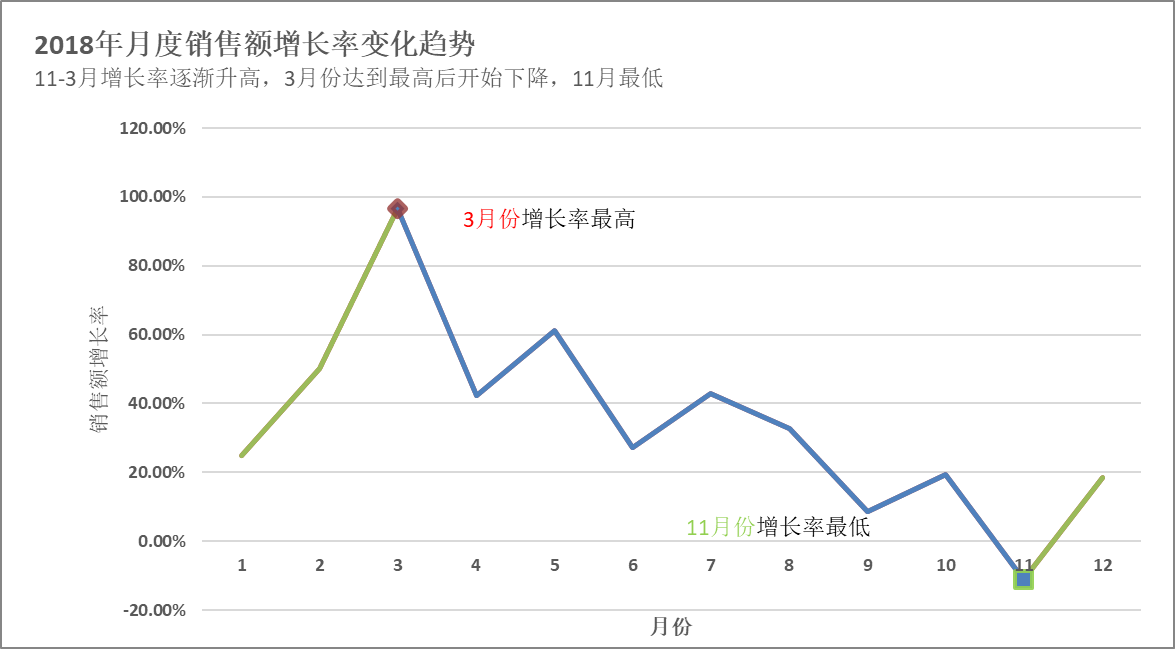 2018年月度销售额增长率变化趋势
11-3月增长率逐渐升高，3月份达到最高后开始下降，11月最低
120.00%
100.00%
3月份增长率最高
80.00%
60.00%
销售额增长率
40.00%
20.00%
11月份增长率最低
0.00%
1 2 3 4 5 6 7 8 9 10 11 12
-20.00%
月份